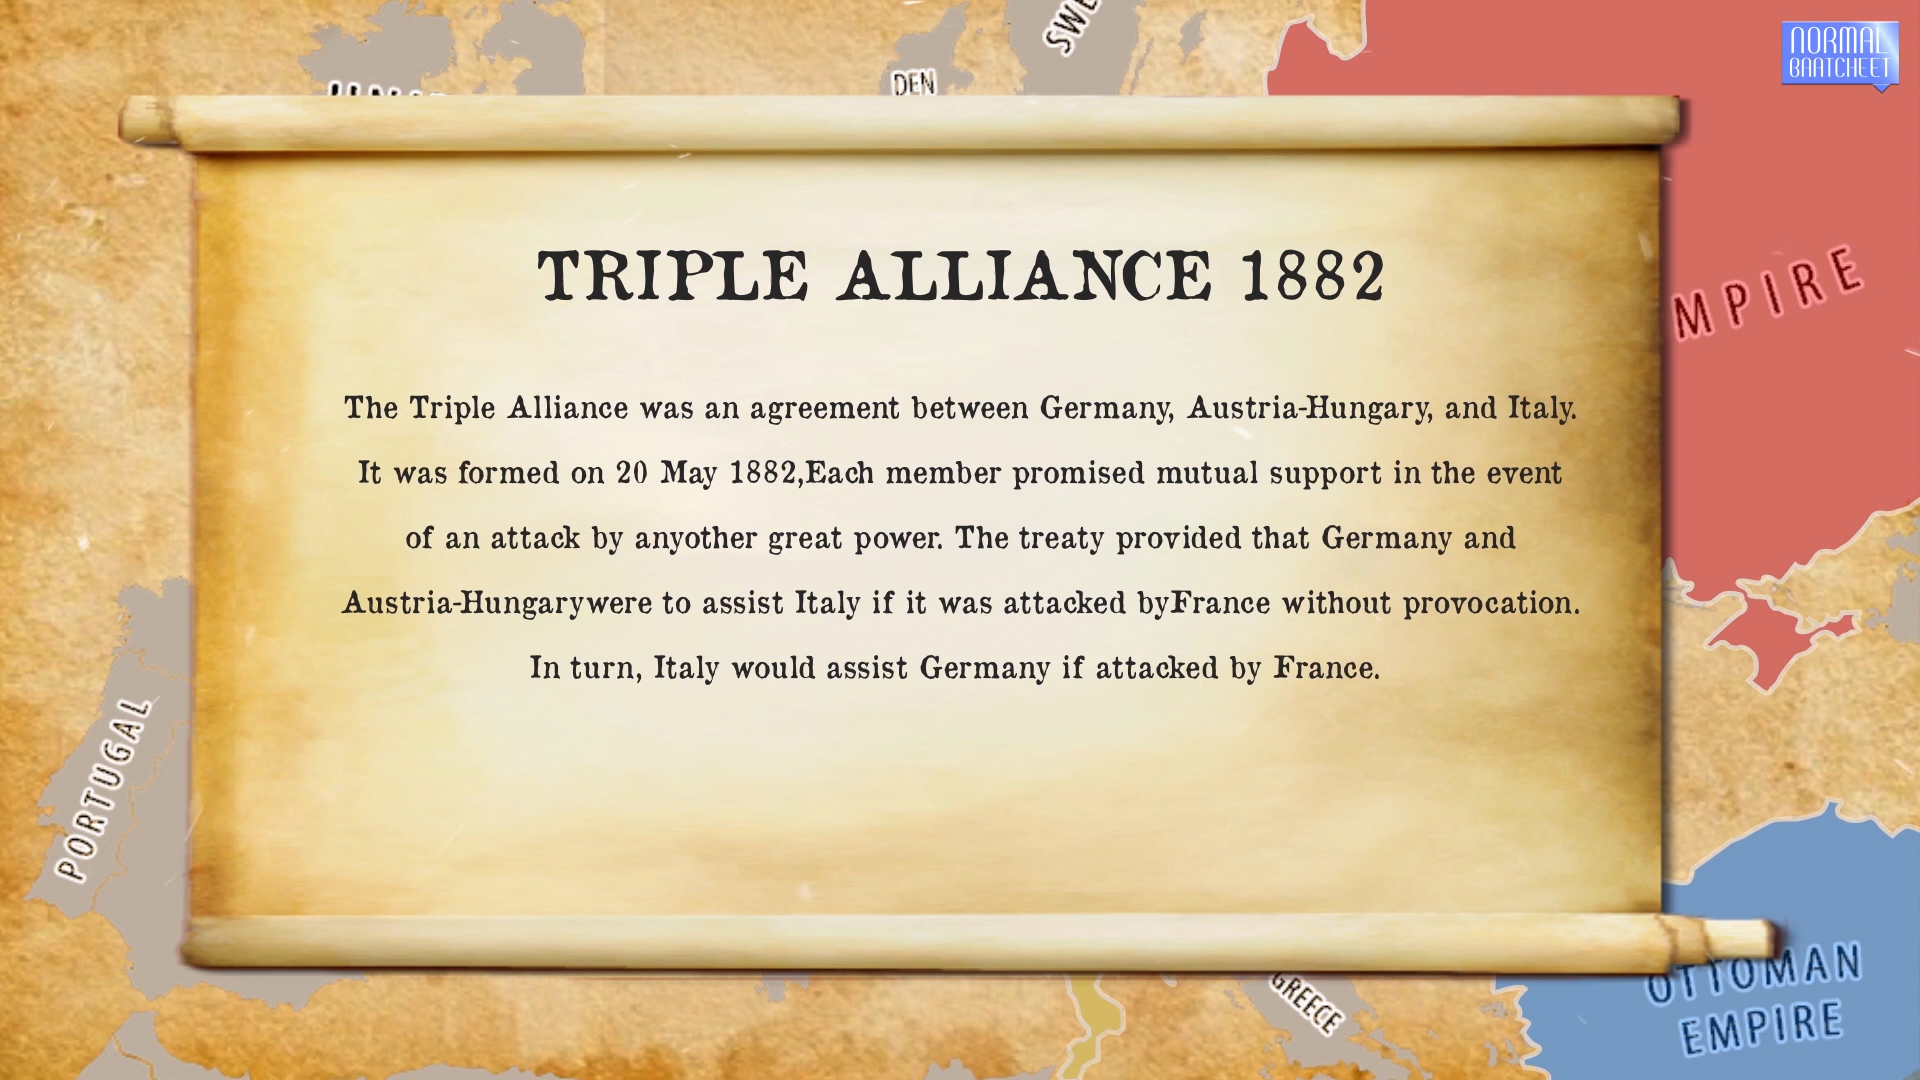 NORMAL
BAATCHEET
DEN
MPIRE
TRIPLE ALLIANCE 1882
The Triple Alliance was an agreement between Germany, Austria-Hungary, and Italy.
It was formed on 20 May 1882,Each member promised mutual support in the event
of an attack by anyother great power. The treaty provided that Germany and
Austria-Hungarywere to assist Italy if it was attacked byFrance without provocation.
In turn, Italy would assist Germany if attacked by France.
PORTUGAL
GREECE
OTTOMAN
EMPIRE